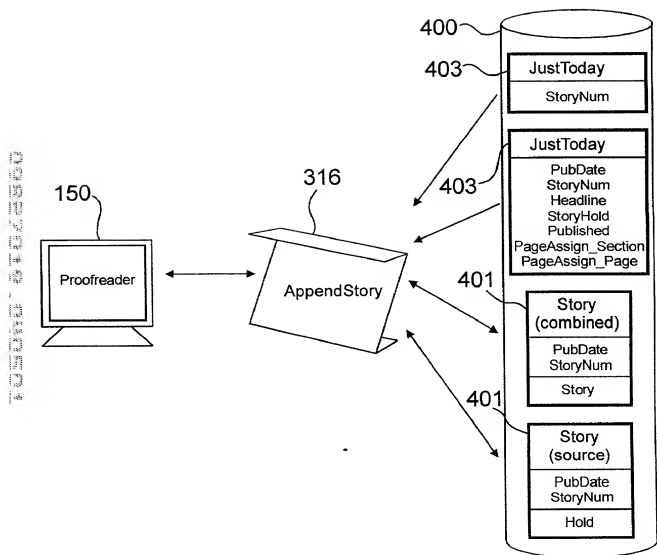 400
403
JustToday
StoryNum
JustToday
403
PubDate
StoryNum
Headline
StoryHold
Published
PageAssign_Section
PageAssign_Page
316
150
Proofreader
AppendStory
401
Story
(combined)
PubDate
StoryNum
Story
401
Story
(source)
PubDate
StoryNum
Hold